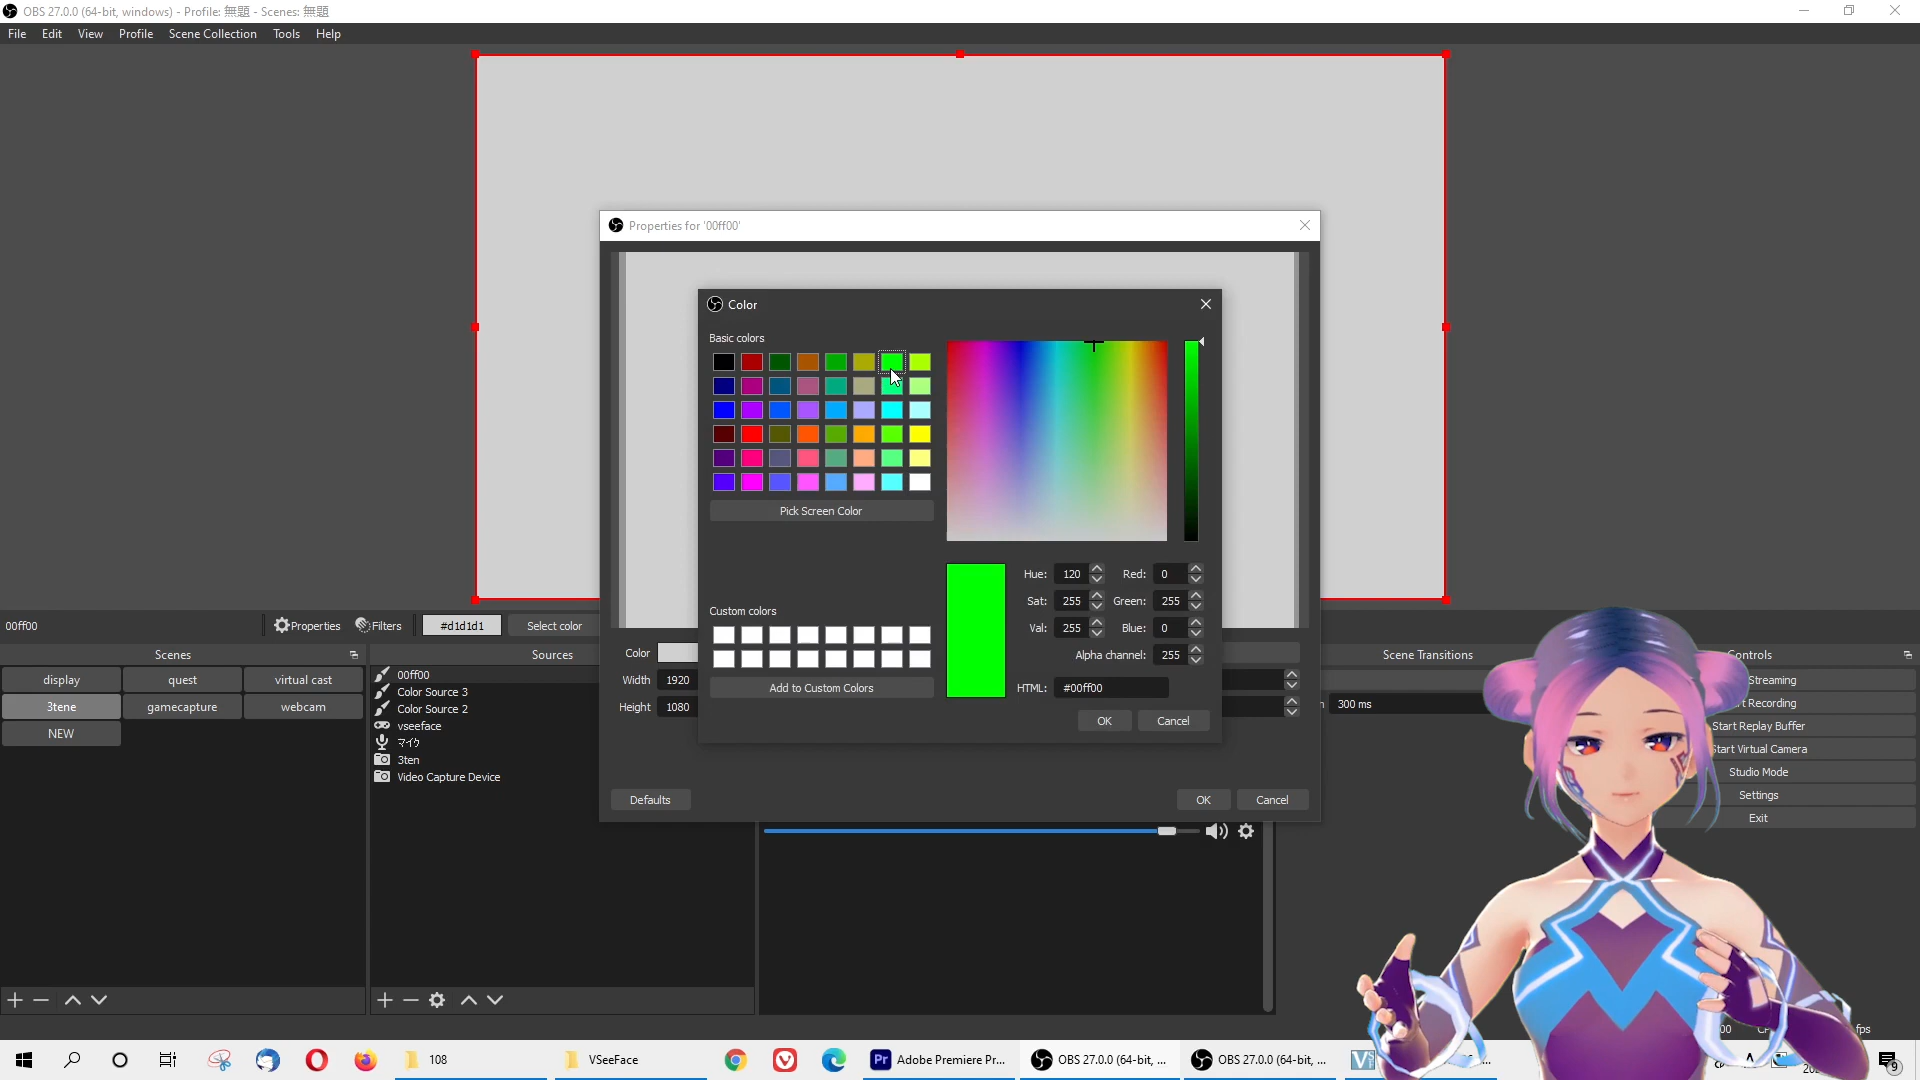 OBS 27.0.0 (64-bit, windows) - Profile: 無題 - Scenes: 無題
File Edit View Profile Scene Collection Tools Help
Properties for '00ff00'
Color
Basic colors
Pick Screen Color
Custom colors
Add to Custom Colors
Hue: 120 Red: 0
Sat: 255 Green: 255
Val: 255 Blue: 0
Alpha channel: 255
HTML: #00ff00
OK Cancel
Color
Width 1920
Height 1080
Defaults OK Cancel
00ff00 Properties Filters #d1d1d1 Select color
Scenes
display quest virtual cast
3tene gamecapture webcam
NEW
Sources
00ff00
Color Source 3
Color Source 2
vseeface
マイク
3ten
Video Capture Device
Scene Transitions
300 ms
Controls
Streaming
Recording
Start Replay Buffer
Start Virtual Camera
Studio Mode
Settings
Exit
fps
108 VSeeFace Pr Adobe Premiere Pr... OBS 27.0.0 (64-bit, ... OBS 27.0.0 (64-bit, ...
9